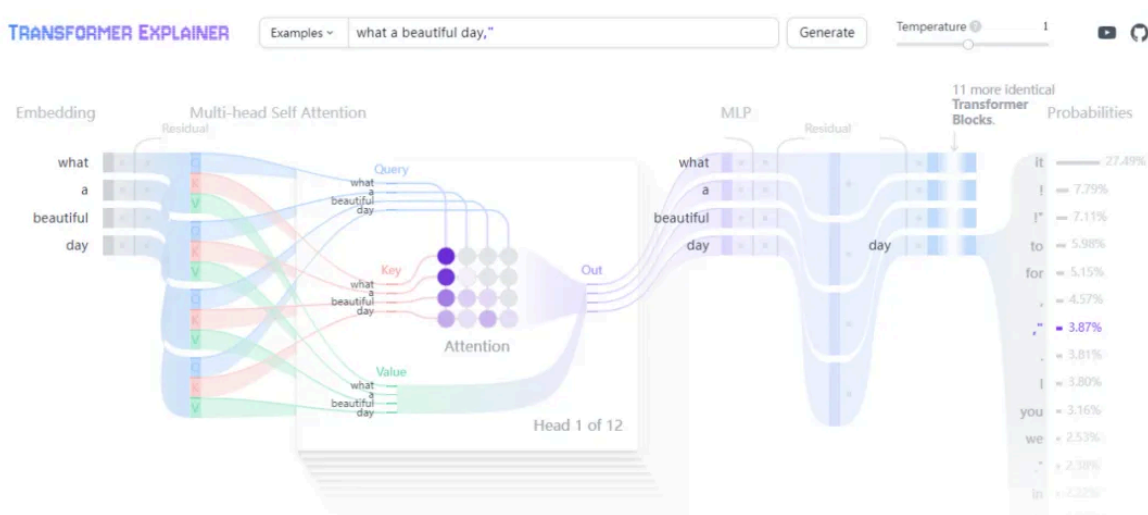 TRANSFORMER EXPLAINER
Examples
what a beautiful day,"
Generate
Temperature
1
Embedding
Multi-head Self Attention
MLP
11 more identical
Transformer
Blocks.
Probabilities
Residual
Residual
what
a
beautiful
day
Q
K
V
Q
K
V
Q
K
V
Q
K
V
Query
what
a
beautiful
day
Key
what
a
beautiful
day
Attention
Value
what
a
beautiful
day
Out
Head 1 of 12
what
a
beautiful
day
day
it 27.49%
! 7.79%
!" 7.11%
to 5.98%
for 5.15%
, 4.57%
," 3.87%
. 3.81%
I 3.80%
you 3.16%
we 2.53%
." 2.38%
in 2.22%